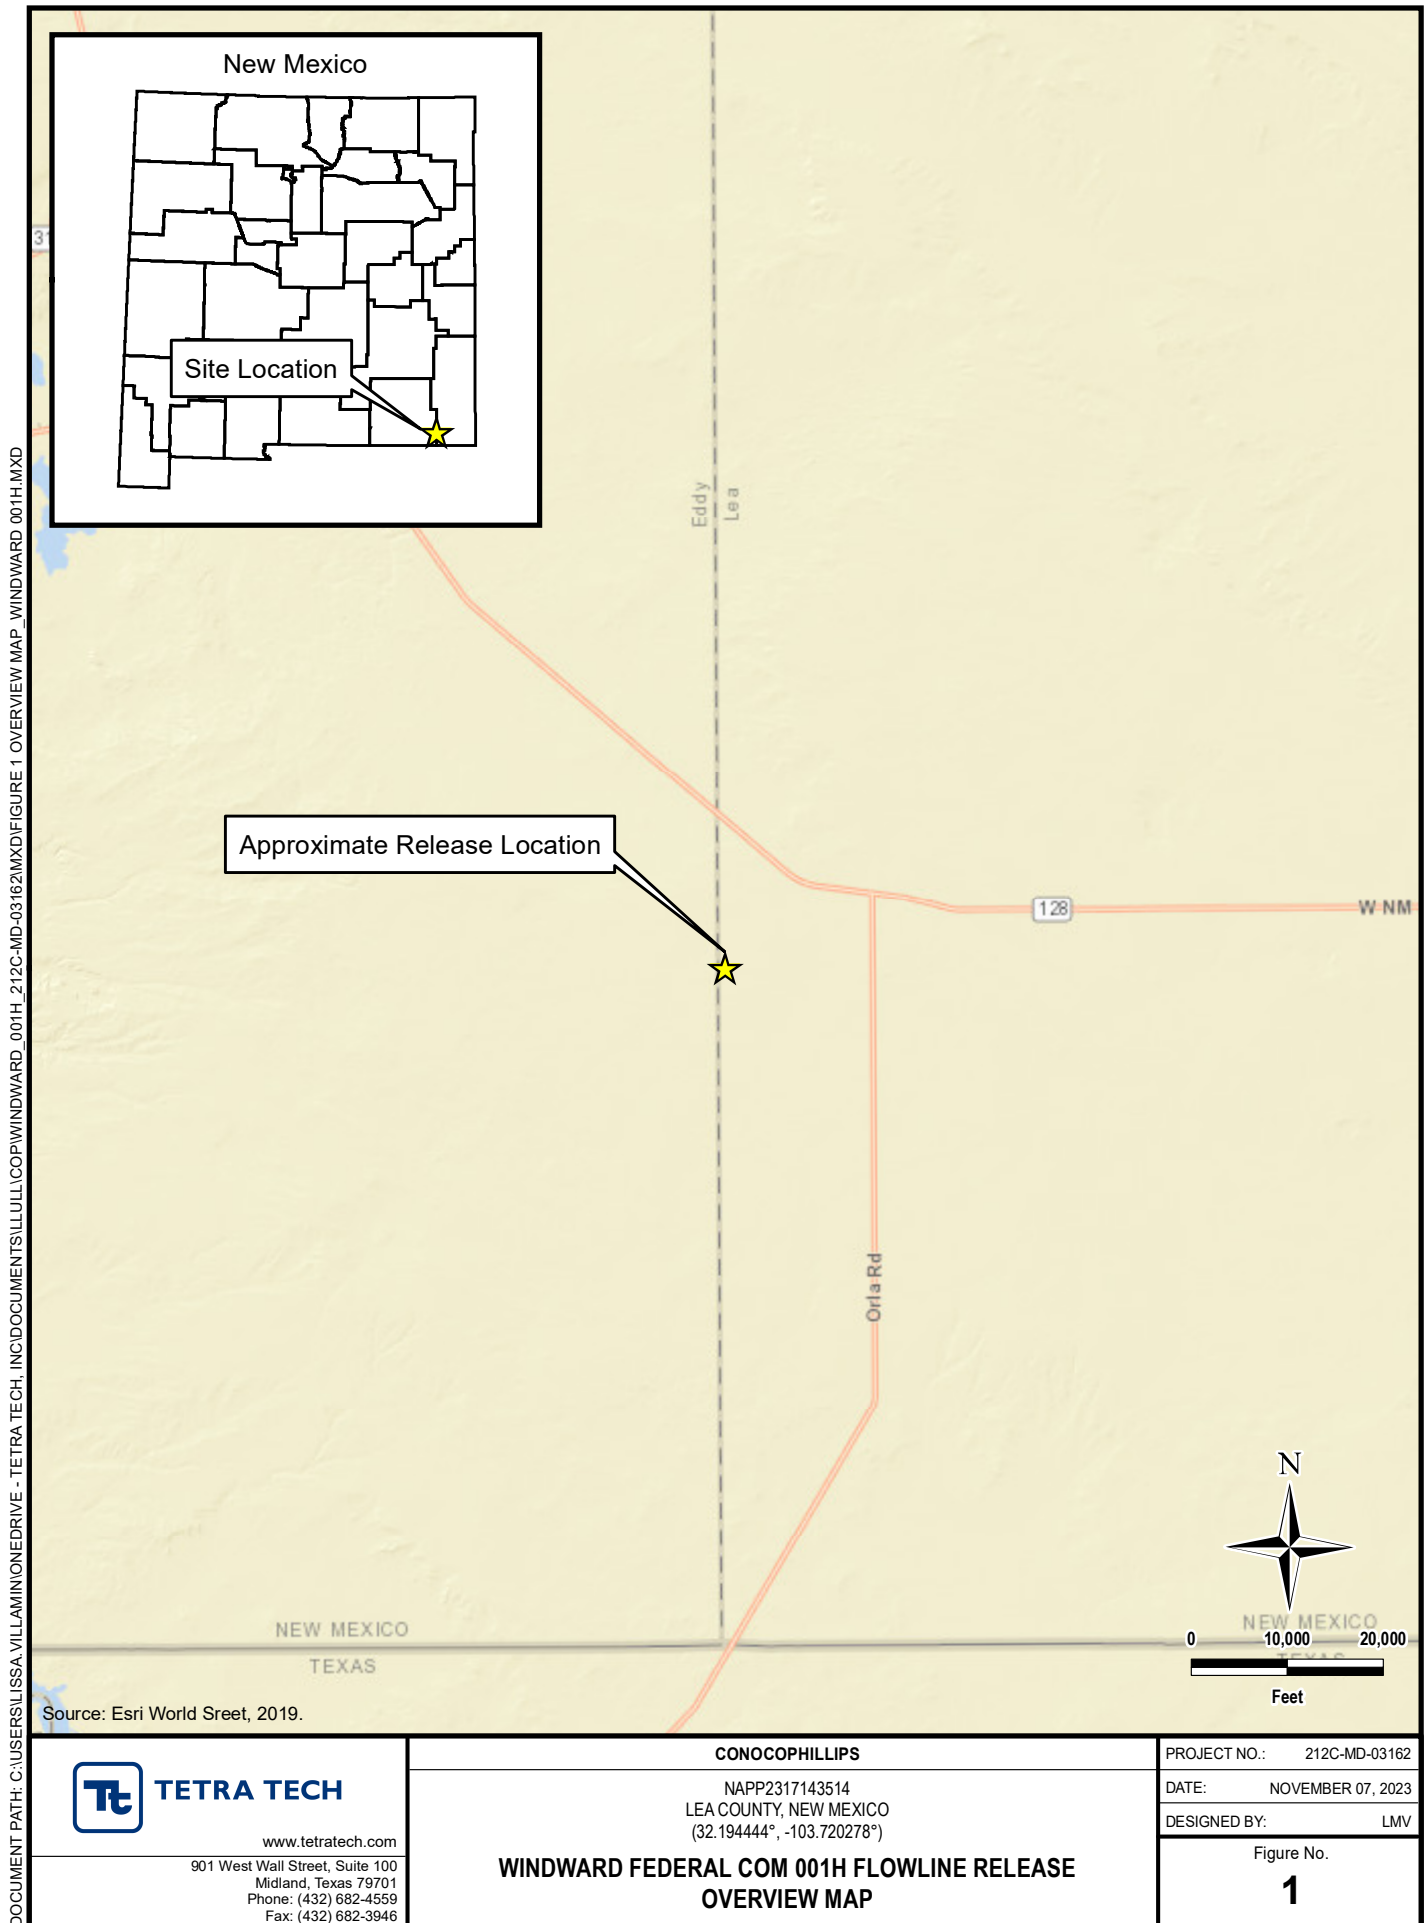 New Mexico
Site Location
31
Eddy
Lea
Approximate Release Location
128
W NM
Orla Rd
N
NEW MEXICO
TEXAS
NEW MEXICO
TEXAS
0 10,000 20,000
Feet
Source: Esri World Sreet, 2019.
DOCUMENT PATH: C:\USERS\LISSA.VILLAMIN\ONEDRIVE - TETRA TECH, INC\DOCUMENTS\LLULL\COP\WINDWARD_001H_212C-MD-03162\MXD\FIGURE 1 OVERVIEW MAP_WINDWARD 001H.MXD
Tt TETRA TECH
www.tetratech.com
901 West Wall Street, Suite 100
Midland, Texas 79701
Phone: (432) 682-4559
Fax: (432) 682-3946
CONOCOPHILLIPS
NAPP2317143514
LEA COUNTY, NEW MEXICO
(32.194444°, -103.720278°)
WINDWARD FEDERAL COM 001H FLOWLINE RELEASE
OVERVIEW MAP
PROJECT NO.: 212C-MD-03162
DATE: NOVEMBER 07, 2023
DESIGNED BY: LMV
Figure No.
1